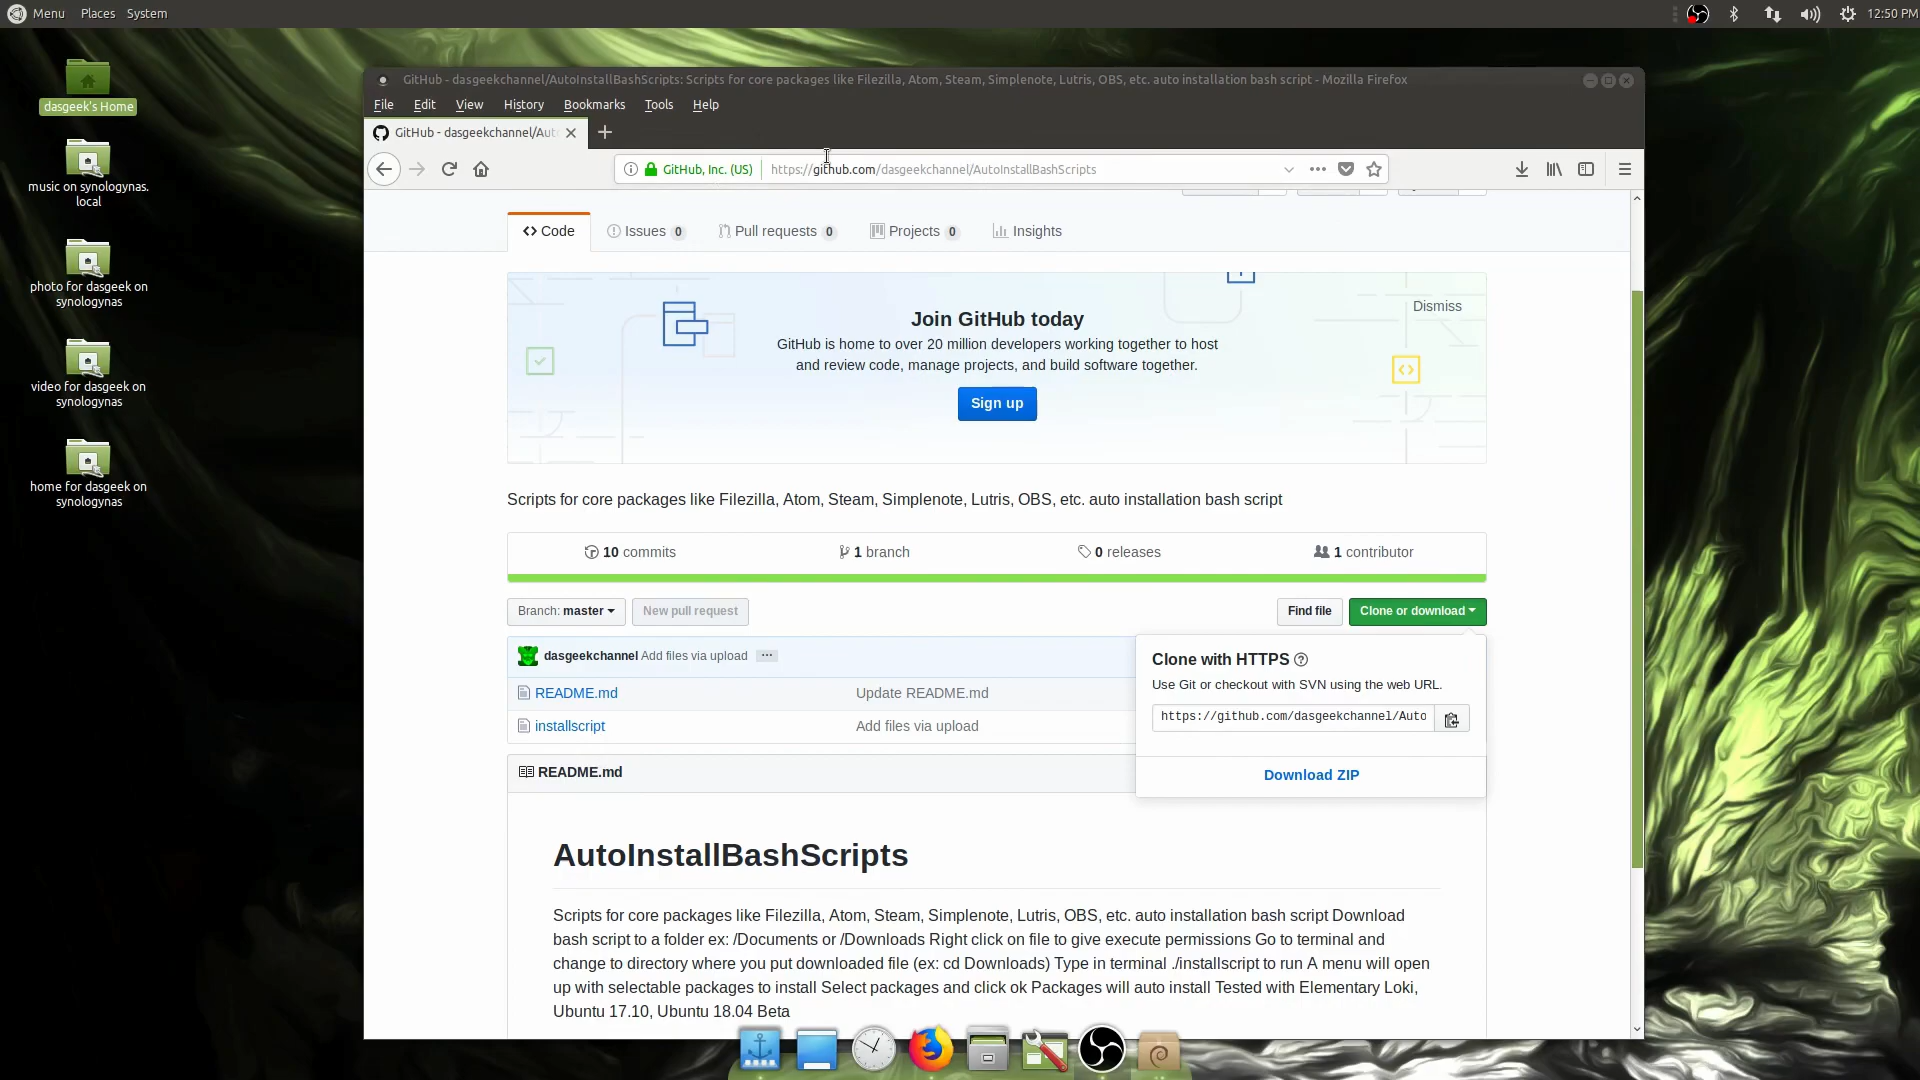 Menu Places System
12:50 PM
dasgeek's Home
music on synologynas.
local
photo for dasgeek on
synologynas
video for dasgeek on
synologynas
home for dasgeek on
synologynas
GitHub - dasgeekchannel/AutoInstallBashScripts: Scripts for core packages like Filezilla, Atom, Steam, Simplenote, Lutris, OBS, etc. auto installation bash script - Mozilla Firefox
File Edit View History Bookmarks Tools Help
GitHub - dasgeekchannel/Aut
GitHub, Inc. (US) https://github.com/dasgeekchannel/AutoInstallBashScripts
Code Issues 0 Pull requests 0 Projects 0 Insights
Dismiss
Join GitHub today
GitHub is home to over 20 million developers working together to host
and review code, manage projects, and build software together.
Sign up
Scripts for core packages like Filezilla, Atom, Steam, Simplenote, Lutris, OBS, etc. auto installation bash script
10 commits 1 branch 0 releases 1 contributor
Branch: master New pull request Find file Clone or download
dasgeekchannel Add files via upload ...
README.md Update README.md
installscript Add files via upload
Clone with HTTPS
Use Git or checkout with SVN using the web URL.
https://github.com/dasgeekchannel/Auto
Download ZIP
README.md
AutoInstallBashScripts
Scripts for core packages like Filezilla, Atom, Steam, Simplenote, Lutris, OBS, etc. auto installation bash script Download
bash script to a folder ex: /Documents or /Downloads Right click on file to give execute permissions Go to terminal and
change to directory where you put downloaded file (ex: cd Downloads) Type in terminal ./installscript to run A menu will open
up with selectable packages to install Select packages and click ok Packages will auto install Tested with Elementary Loki,
Ubuntu 17.10, Ubuntu 18.04 Beta